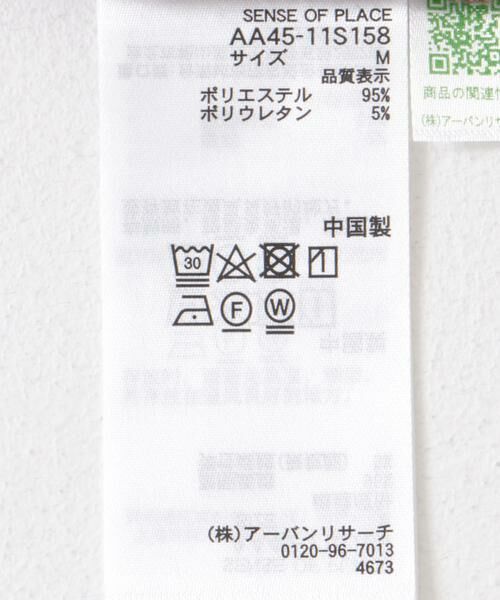 SENSE OF PLACE
AA45-11S158
サイズ M
品質表示
ポリエステル 95%
ポリウレタン 5%
中国製
30
F W
(株)アーバンリサーチ
0120-96-7013
4673
商品の関連
(株)アーバンリサ